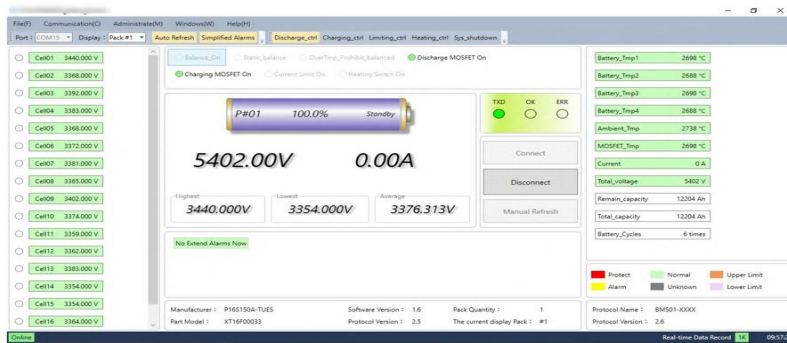 File(F) Communication(C) Administrate(M) Windows(W) Help(H)
Port : COM15 Display : Pack #1 Auto Refresh Simplified Alarms Discharge_ctrl Charging_ctrl Limiting_ctrl Heating_ctrl Sys_shutdown
Cell01 3440.000 V
Cell02 3368.000 V
Cell03 3392.000 V
Cell04 3383.000 V
Cell05 3368.000 V
Cell06 3372.000 V
Cell07 3381.000 V
Cell08 3365.000 V
Cell09 3402.000 V
Cell10 3374.000 V
Cell11 3359.000 V
Cell12 3362.000 V
Cell13 3383.000 V
Cell14 3354.000 V
Cell15 3354.000 V
Cell16 3364.000 V
Balance_On Static_balance OverTmp_Prohibit_balanced Discharge MOSFET On
Charging MOSFET On Current Limit On Heating Switch On
P#01 100.0% Standby
5402.00V 0.00A
Highest Lowest Average
3440.000V 3354.000V 3376.313V
TXD OK ERR
Connect
Disconnect
Manual Refresh
No Extend Alarms Now
Manufacturer : P16S150A-TUES Software Version : 1.6 Pack Quantity : 1
Part Model : XT16F00033 Protocol Version : 2.5 The current display Pack : #1
Battery_Tmp1 2698 °C
Battery_Tmp2 2688 °C
Battery_Tmp3 2698 °C
Battery_Tmp4 2688 °C
Ambient_Tmp 2738 °C
MOSFET_Tmp 2698 °C
Current 0 A
Total_voltage 5402 V
Remain_capacity 12204 Ah
Total_capacity 12204 Ah
Battery_Cycles 6 times
Protect Normal Upper Limit
Alarm Unknown Lower Limit
Protocol Name : BMS01-XXXX
Protocol Version : 2.6
Online Real-time Data Record 1K 09:57: